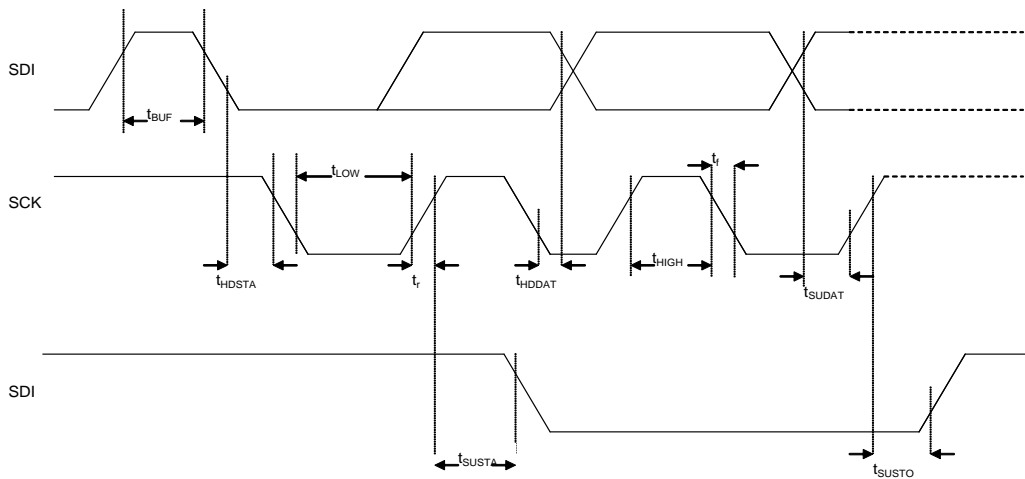 SDI
tBUF
tLOW
tf
SCK
tHDSTA
tr
tHDDAT
tHIGH
tSUDAT
SDI
tSUSTA
tSUSTO